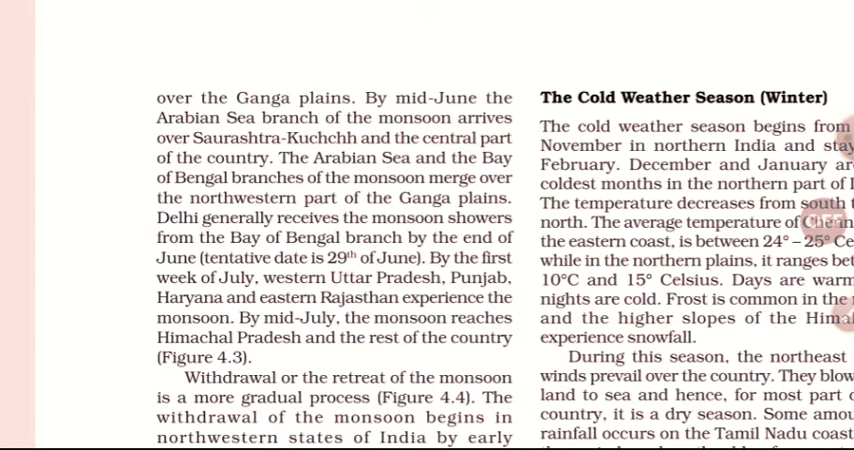 over the Ganga plains. By mid-June the
Arabian Sea branch of the monsoon arrives
over Saurashtra-Kuchchh and the central part
of the country. The Arabian Sea and the Bay
of Bengal branches of the monsoon merge over
the northwestern part of the Ganga plains.
Delhi generally receives the monsoon showers
from the Bay of Bengal branch by the end of
June (tentative date is 29th of June). By the first
week of July, western Uttar Pradesh, Punjab,
Haryana and eastern Rajasthan experience the
monsoon. By mid-July, the monsoon reaches
Himachal Pradesh and the rest of the country
(Figure 4.3).
Withdrawal or the retreat of the monsoon
is a more gradual process (Figure 4.4). The
withdrawal of the monsoon begins in
northwestern states of India by early
The Cold Weather Season (Winter)
The cold weather season begins from
November in northern India and
February. December and January
coldest months in the northern part of
The temperature decreases from south
north. The average temperature of
the eastern coast, is between 24° – 25°
while in the northern plains, it ranges
10°C and 15° Celsius. Days are warm
nights are cold. Frost is common in the
and the higher slopes of the
experience snowfall.
During this season, the northeast
winds prevail over the country. They blow
land to sea and hence, for most part
country, it is a dry season. Some
rainfall occurs on the Tamil Nadu coast